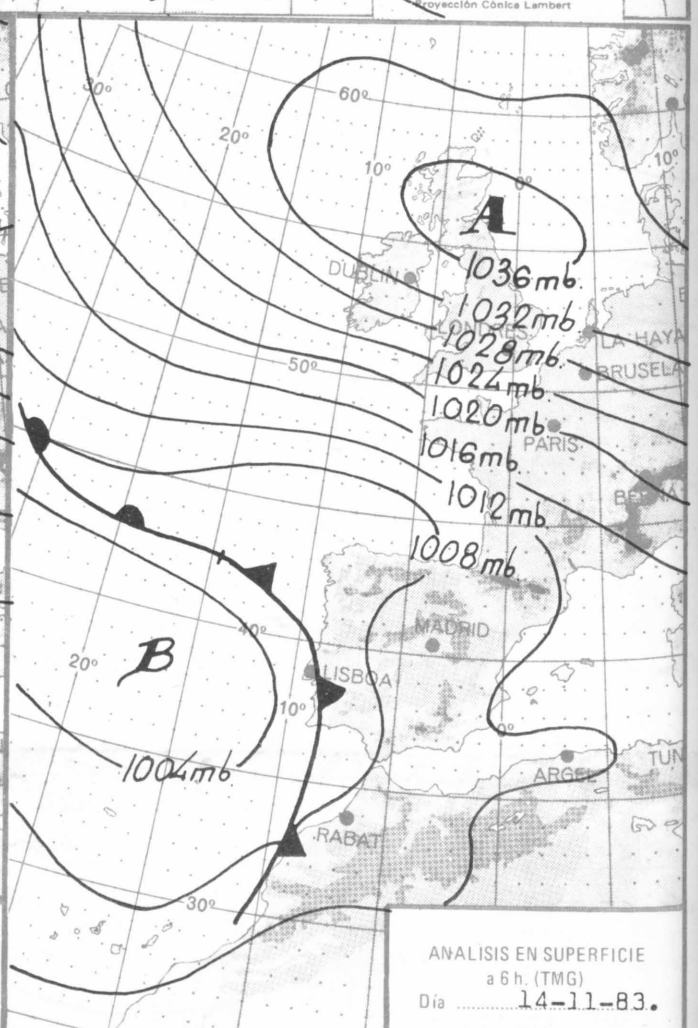 Proyección Cónica Lambert
30º
20º
60º
10º
0º
10º
A
DUBLIN
1036mb.
1032mb
LONDRES
LA HAYA
1028mb.
BRUSELA
50º
1024mb.
1020mb.
PARIS
1016mb.
1012mb.
1008mb.
MADRID
40º
B
20º
LISBOA
10º
0º
1004mb.
ARGEL
TUN
RABAT
30º
ANALISIS EN SUPERFICIE
a 6 h. (TMG)
Día 14-11-83.